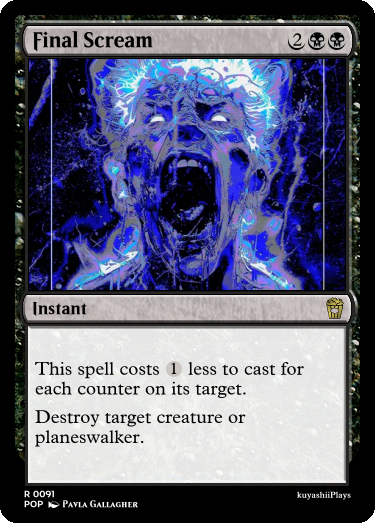 Final Scream 2
Instant
This spell costs 1 less to cast for
each counter on its target.
Destroy target creature or
planeswalker.
R 0091
POP Pavla Gallagher
kuyashiiPlays